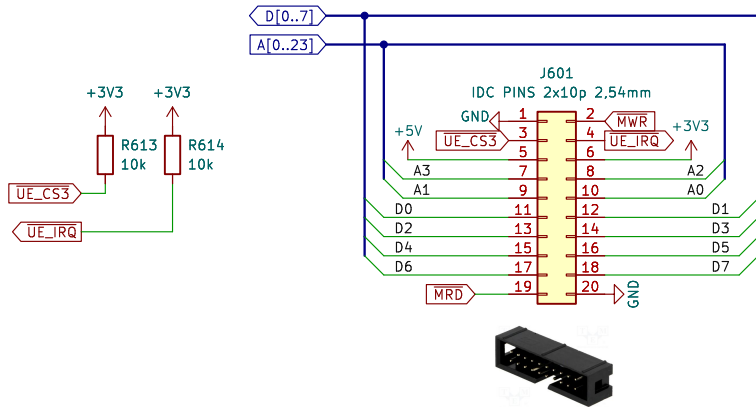 D[0..7]
A[0..23]
J601
IDC PINS 2x10p 2,54mm
+3V3 +3V3
R613 10k
R614 10k
UE_CS3
UE_IRQ
GND 1 2 MWR
UE_CS3 3 4 UE_IRQ
+5V 5 6 +3V3
A3 7 8 A2
A1 9 10 A0
D0 11 12 D1
D2 13 14 D3
D4 15 16 D5
D6 17 18 D7
MRD 19 20 GND